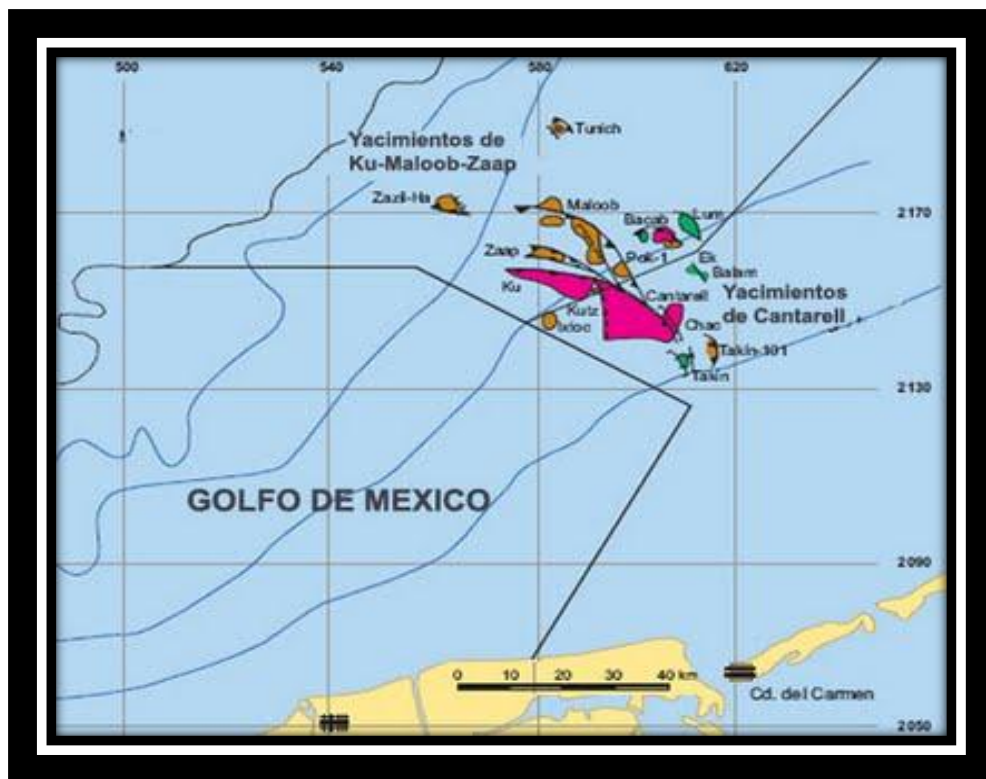 500 540 580 620
Tunich
Yacimientos de
Ku-Maloob-Zaap
Zazil-Ha
Maloob
Lum
Bacab
2170
Zaap
Pok-1
Ek
Balam
Ku
Cantarell
Yacimientos
de Cantarell
Kutz
Ixtoc
Chac
Takin-101
Takin
2130
GOLFO DE MEXICO
2090
0 10 20 30 40 km
Cd. del Carmen
2050